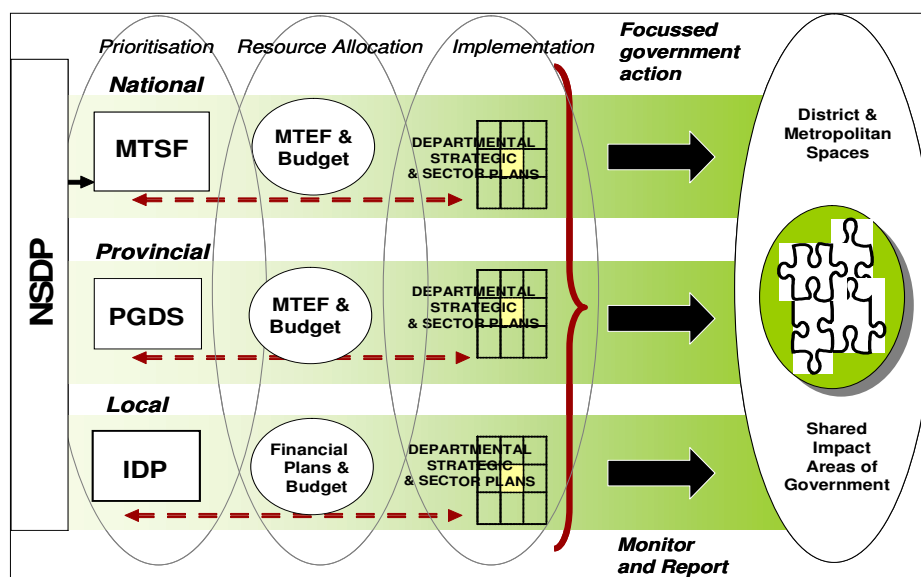 Prioritisation
Resource Allocation
Implementation
Focussed
government
action
NSDP
National
MTSF
MTEF &
Budget
DEPARTMENTAL
STRATEGIC
& SECTOR PLANS
District &
Metropolitan
Spaces
Provincial
PGDS
MTEF &
Budget
DEPARTMENTAL
STRATEGIC
& SECTOR PLANS
Local
IDP
Financial
Plans &
Budget
DEPARTMENTAL
STRATEGIC
& SECTOR PLANS
Shared
Impact
Areas of
Government
Monitor
and Report